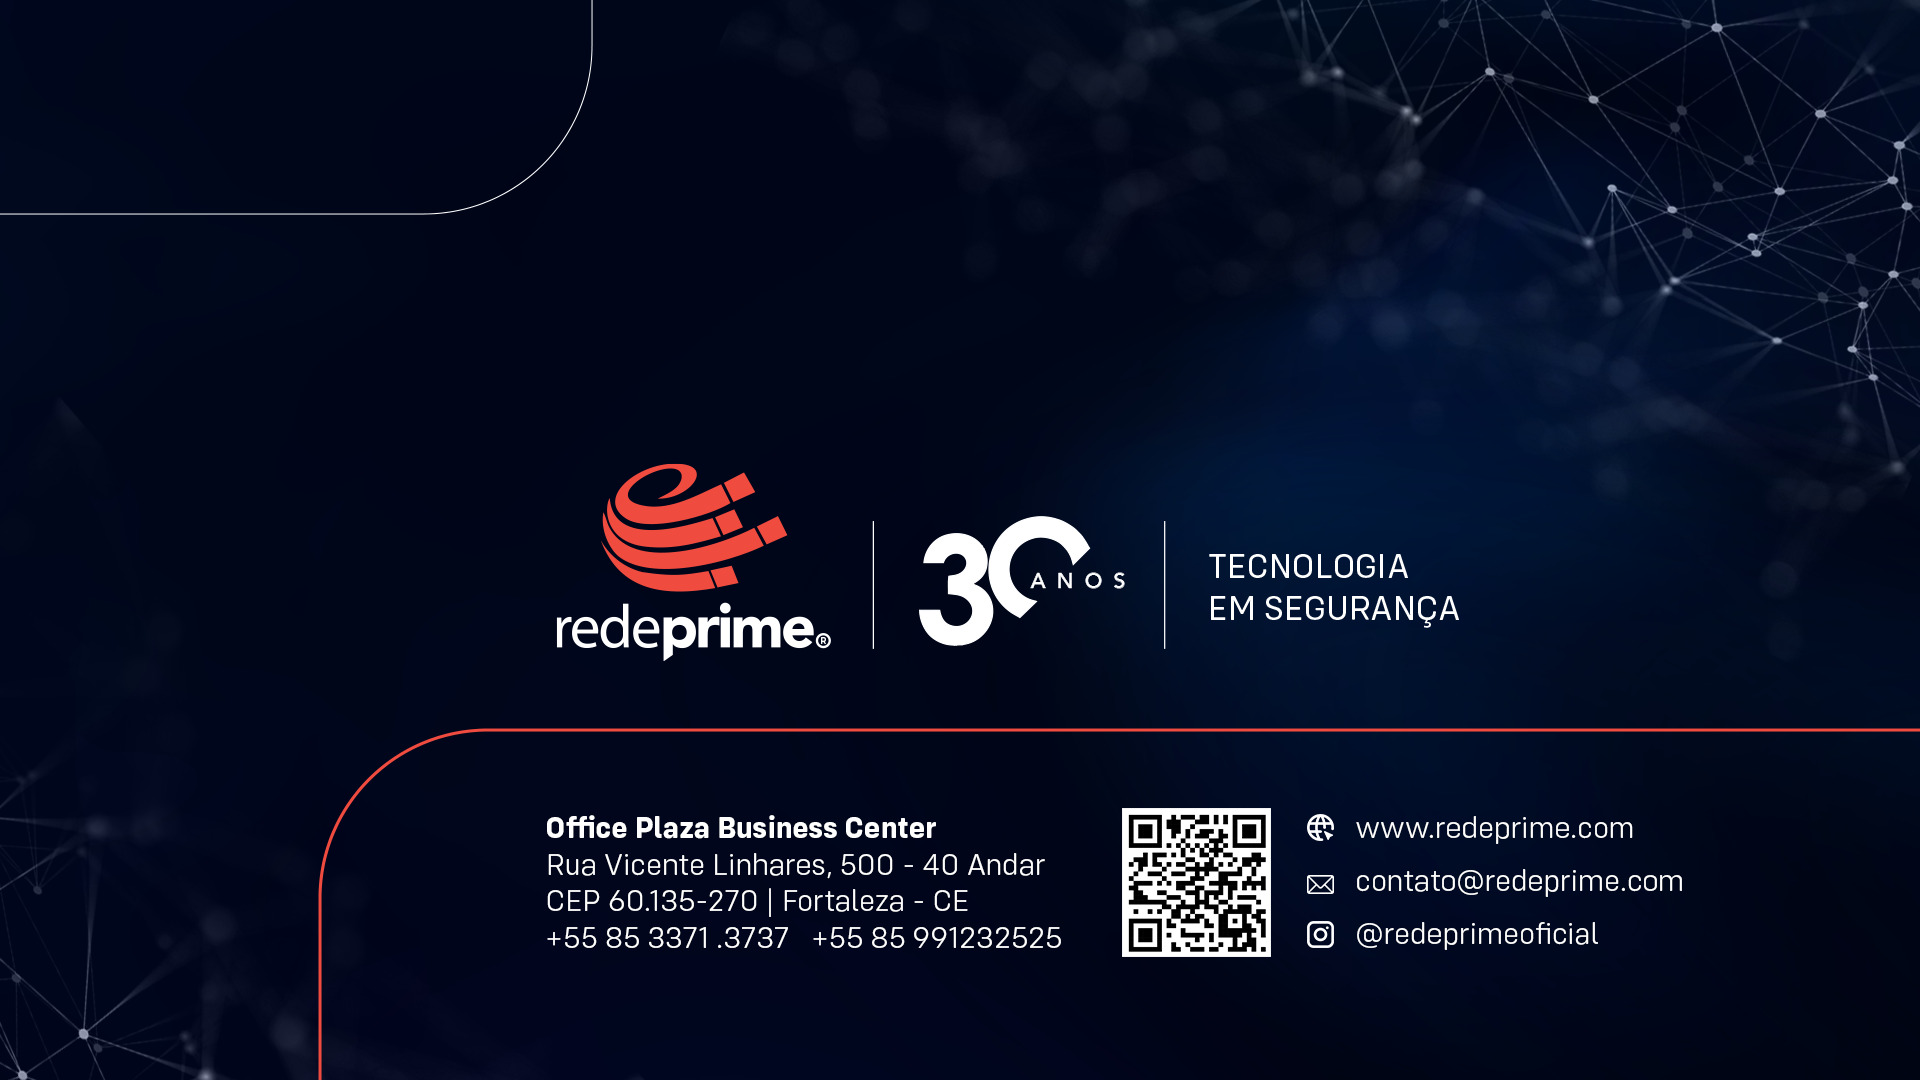 redeprime®
30 ANOS
TECNOLOGIA
EM SEGURANÇA
Office Plaza Business Center
Rua Vicente Linhares, 500 - 40 Andar
CEP 60.135-270 | Fortaleza - CE
+55 85 3371 .3737 +55 85 991232525
www.redeprime.com
contato@redeprime.com
@redeprimeoficial